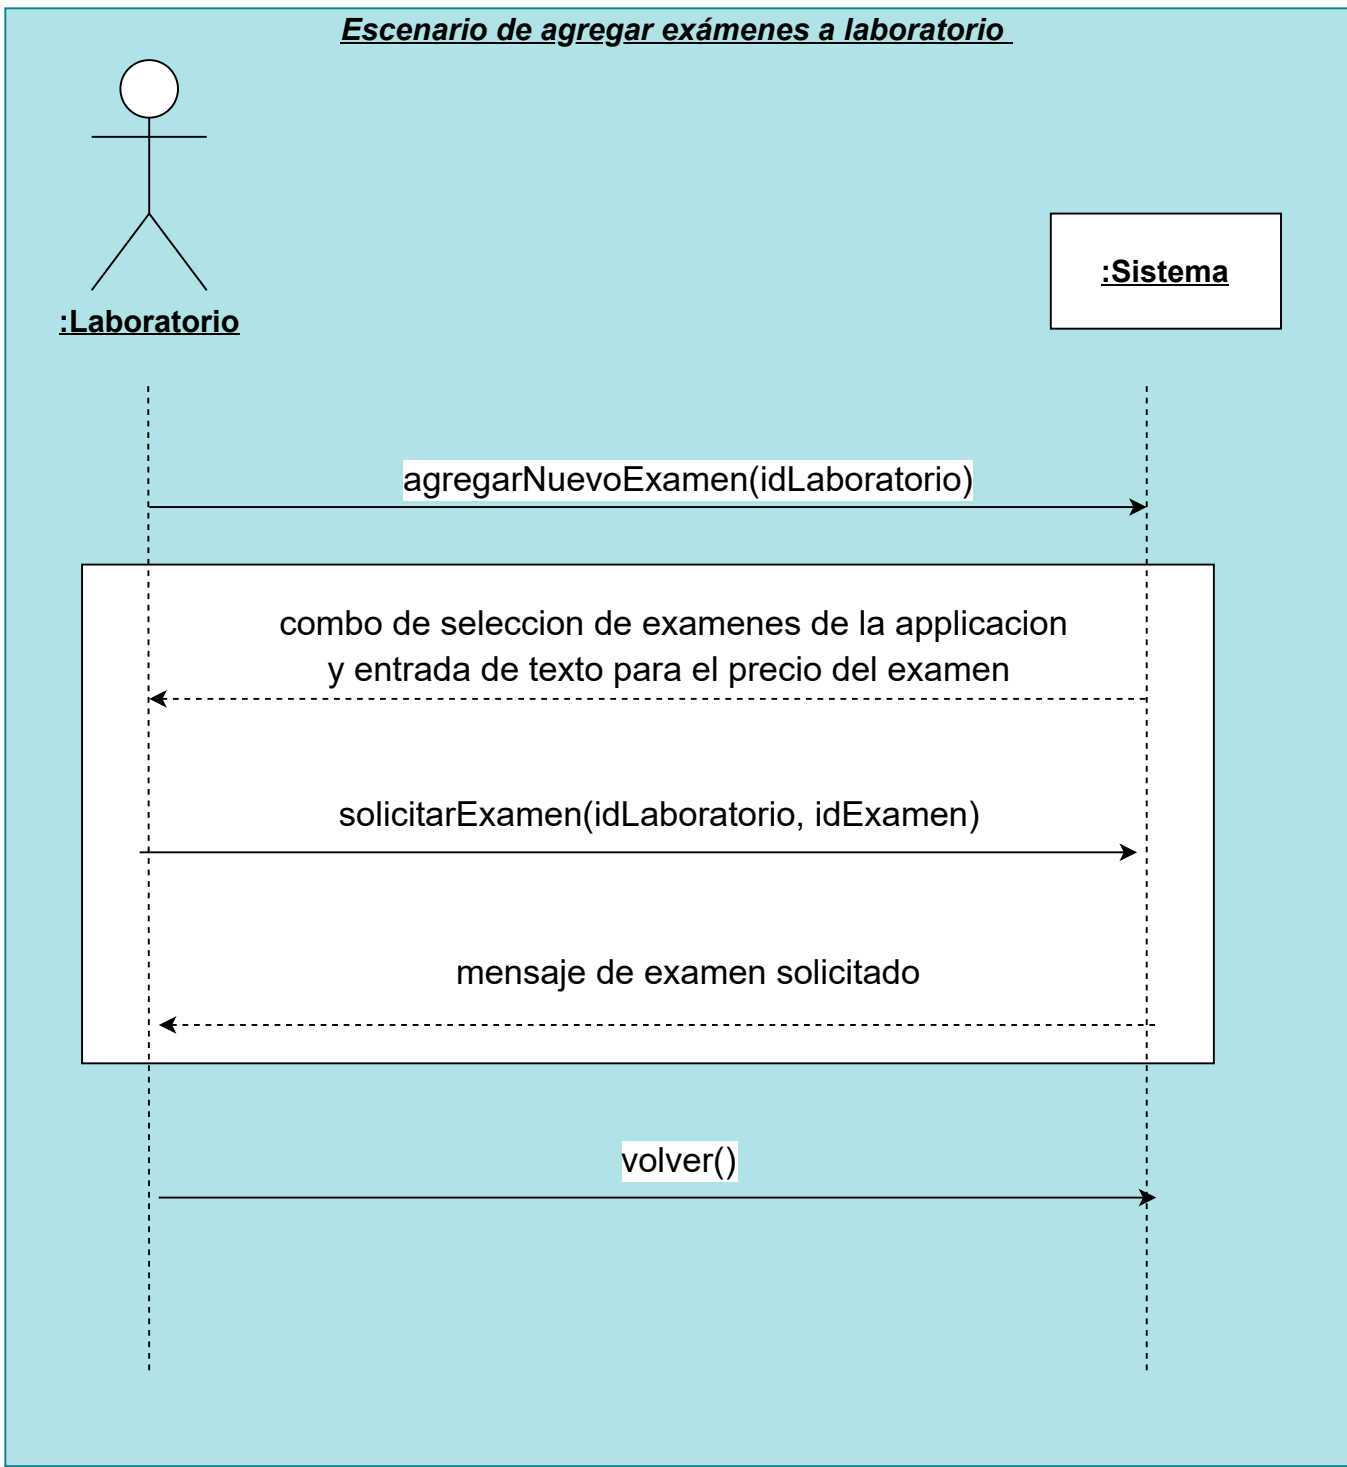 Escenario de agregar exámenes a laboratorio
:Sistema
:Laboratorio
agregarNuevoExamen(idLaboratorio)
combo de seleccion de examenes de la applicacion
y entrada de texto para el precio del examen
solicitarExamen(idLaboratorio, idExamen)
mensaje de examen solicitado
volver()